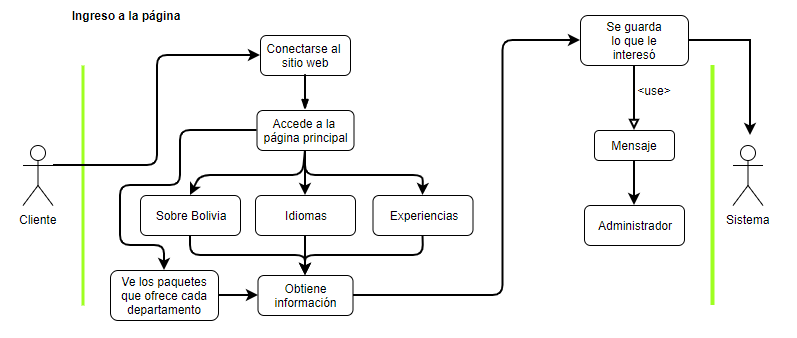 Ingreso a la página
Conectarse al
sitio web
Accede a la
página principal
Sobre Bolivia
Idiomas
Experiencias
Ve los paquetes
que ofrece cada
departamento
Obtiene
información
Se guarda
lo que le
interesó
<use>
Mensaje
Administrador
Cliente
Sistema